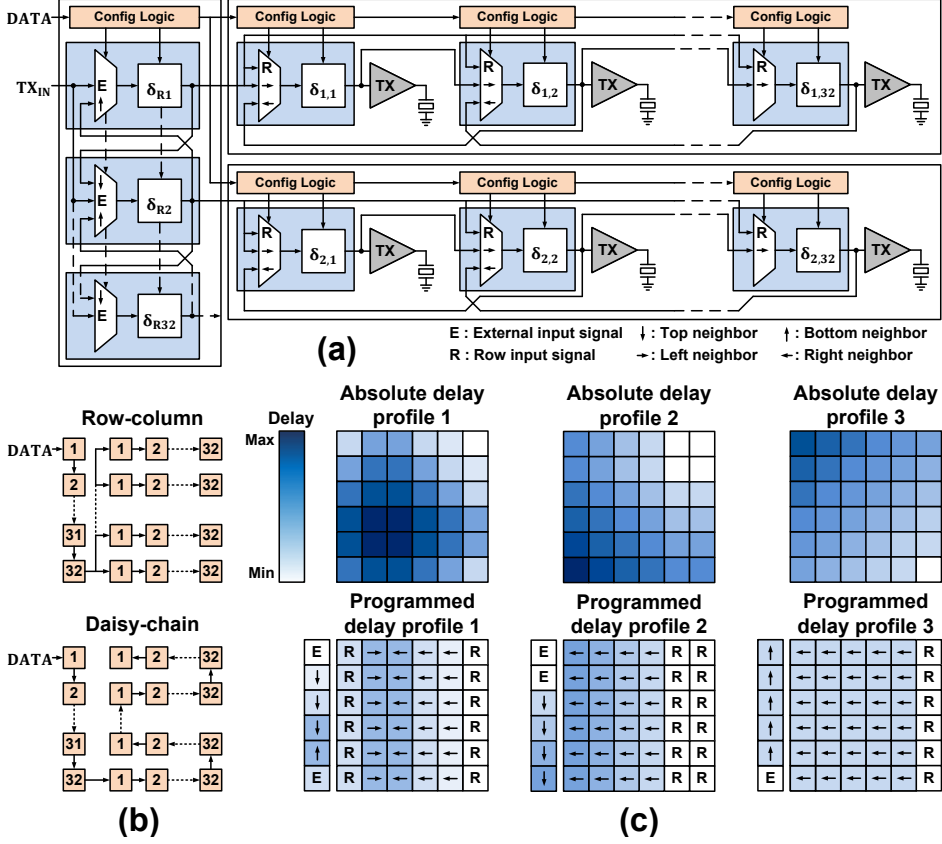 DATA Config Logic Config Logic Config Logic Config Logic
TX_IN E δ_R1 R δ_1,1 TX R δ_1,2 TX R δ_1,32 TX
E δ_R2 Config Logic Config Logic Config Logic
E δ_R32 R δ_2,1 TX R δ_2,2 TX R δ_2,32 TX
(a)
E : External input signal ↓ : Top neighbor ↑ : Bottom neighbor
R : Row input signal → : Left neighbor ← : Right neighbor
Row-column
DATA 1 1 2 32
2 1 2 32
31 1 2 32
32 1 2 32
Daisy-chain
DATA 1 1 2 32
2 1 2 32
31 1 2 32
32 1 2 32
(b)
Delay
Max
Min
Absolute delay
profile 1
Absolute delay
profile 2
Absolute delay
profile 3
Programmed
delay profile 1
E R → → ← ← R
↓ R → → ← ← R
↓ R → → ← ← R
↓ R → → ← ← R
↑ R → → ← ← R
E R → → ← ← R
Programmed
delay profile 2
E ← ← ← ← R R
E ← ← ← ← R R
↓ ← ← ← ← R R
↓ ← ← ← ← R R
↓ ← ← ← ← R R
↓ ← ← ← ← R R
Programmed
delay profile 3
↑ ← ← ← ← ← R
↑ ← ← ← ← ← R
↑ ← ← ← ← ← R
↑ ← ← ← ← ← R
↑ ← ← ← ← ← R
E ← ← ← ← ← R
(c)